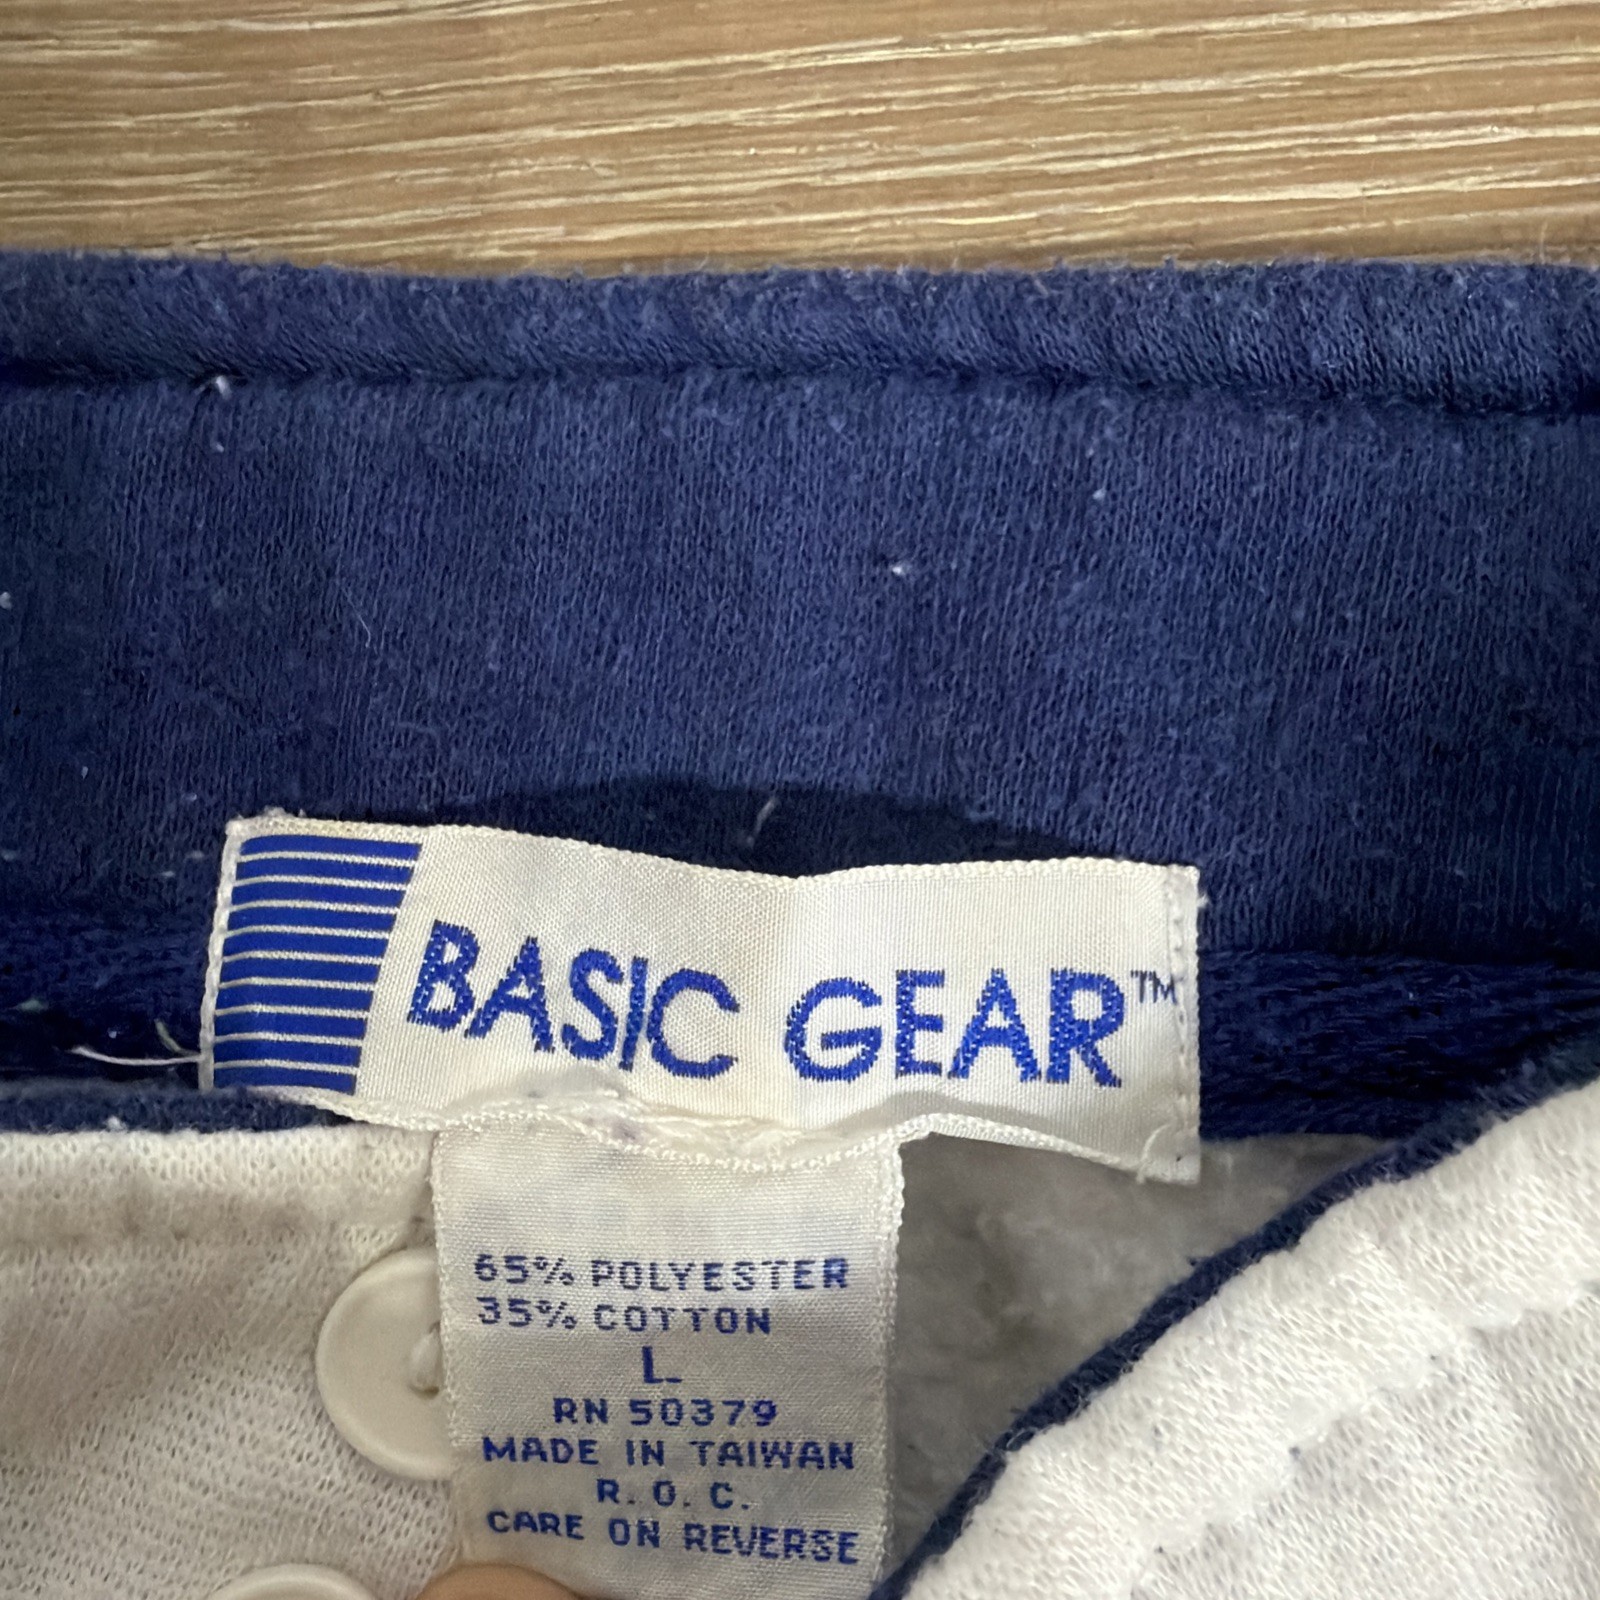 BASIC GEAR™
65% POLYESTER
35% COTTON
L
RN 50379
MADE IN TAIWAN
R.O.C.
CARE ON REVERSE